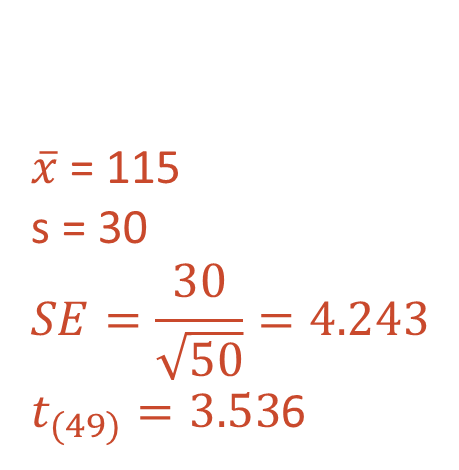 x̄ = 115
s = 30
SE = 30/√50 = 4.243
t(49) = 3.536